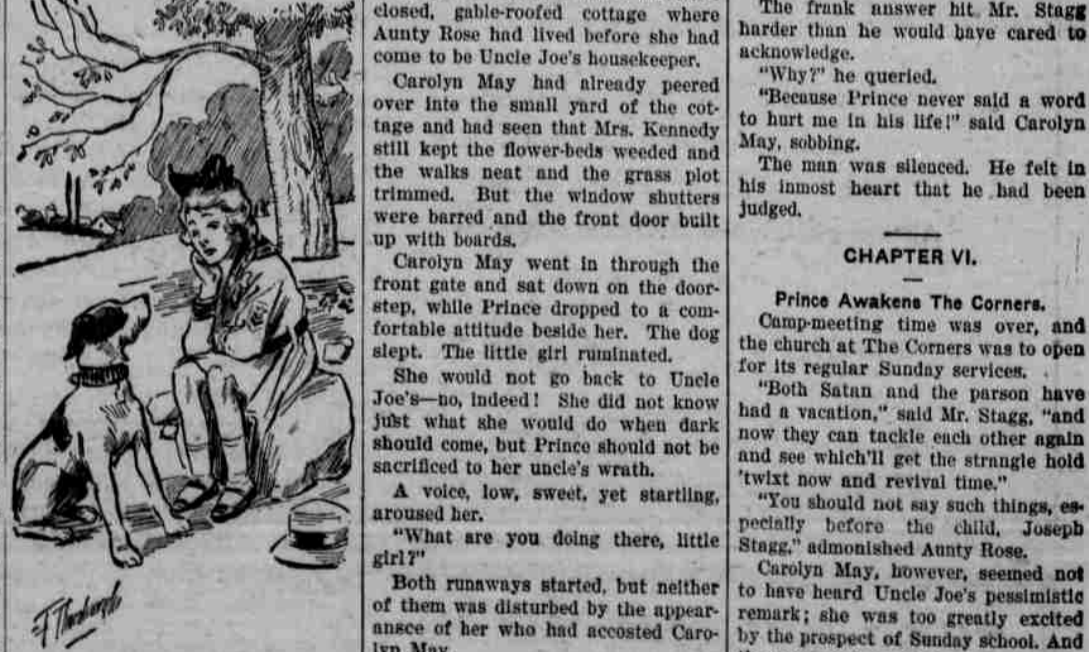 closed, gable-roofed cottage where
Aunty Rose had lived before she had
come to be Uncle Joe's housekeeper.
Carolyn May had already peered
over into the small yard of the cot-
tage and had seen that Mrs. Kennedy
still kept the flower-beds weeded and
the walks neat and the grass plot
trimmed. But the window shutters
were barred and the front door built
up with boards.
Carolyn May went in through the
front gate and sat down on the door-
step, while Prince dropped to a com-
fortable attitude beside her. The dog
slept. The little girl ruminated.
She would not go back to Uncle
Joe's—no, indeed! She did not know
just what she would do when dark
should come, but Prince should not be
sacrificed to her uncle's wrath.
A voice, low, sweet, yet startling,
aroused her.
"What are you doing there, little
girl?"
Both runaways started, but neither
of them was disturbed by the appear-
ansce of her who had accosted Caro-
lyn May.
The frank answer hit Mr. Stagg
harder than he would have cared to
acknowledge.
"Why?" he queried.
"Because Prince never said a word
to hurt me in his life!" said Carolyn
May, sobbing.
The man was silenced. He felt in
his inmost heart that he had been
judged.
CHAPTER VI.
Prince Awakens The Corners.
Camp-meeting time was over, and
the church at The Corners was to open
for its regular Sunday services.
"Both Satan and the parson have
had a vacation," said Mr. Stagg, "and
now they can tackle each other again
and see which'll get the strangle hold
'twixt now and revival time."
"You should not say such things, es-
pecially before the child, Joseph
Stagg," admonished Aunty Rose.
Carolyn May, however, seemed not
to have heard Uncle Joe's pessimistic
remark; she was too greatly excited
by the prospect of Sunday school. And